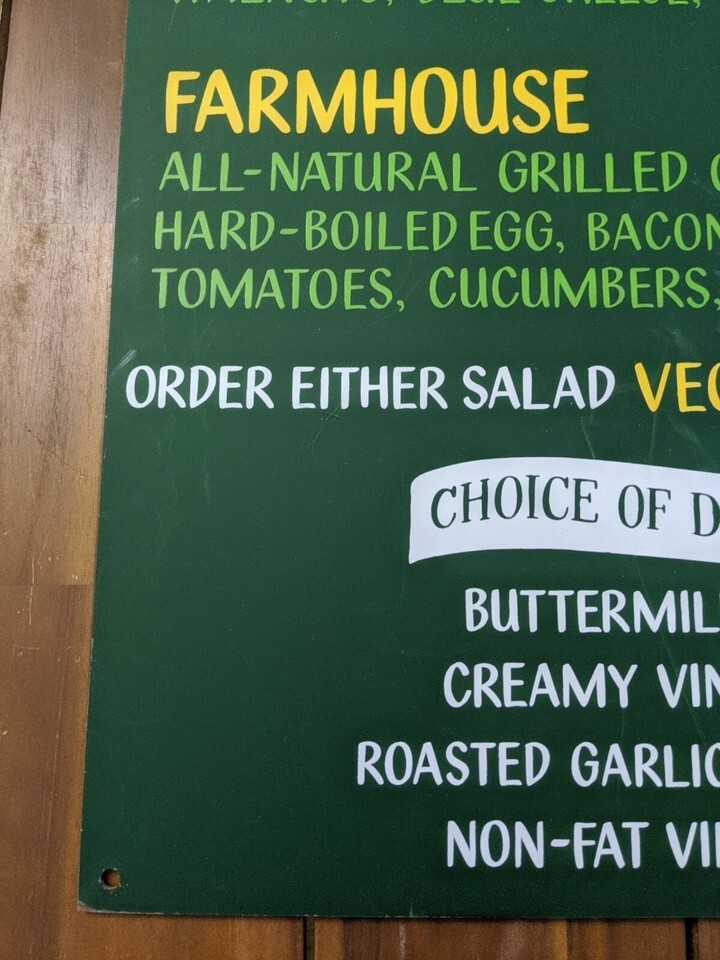 FARMHOUSE
ALL-NATURAL GRILLED
HARD-BOILED EGG, BACON
TOMATOES, CUCUMBERS,
ORDER EITHER SALAD
CHOICE OF D
BUTTERMIL
CREAMY VIN
ROASTED GARLIC
NON-FAT VI